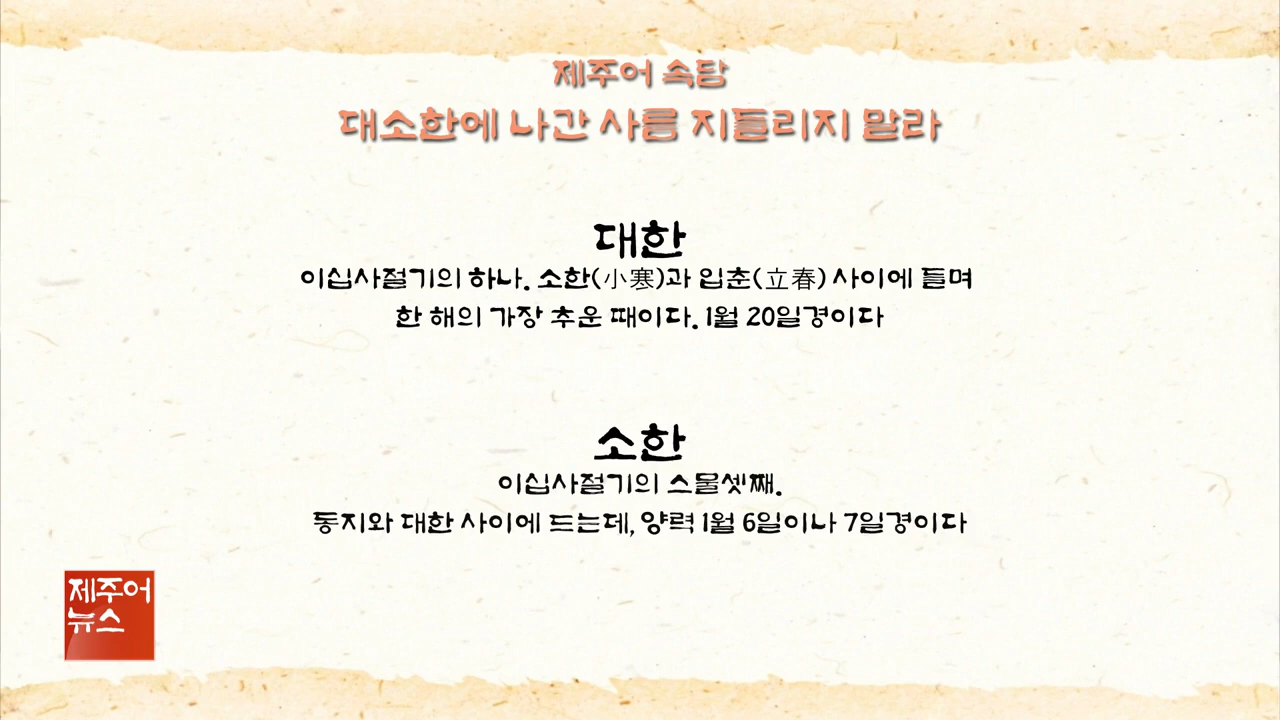 제주어 속담
대소한에 나간 사름 지들리지 말라
대한
이십사절기의 하나. 소한(小寒)과 입춘(立春) 사이에 들며
한 해의 가장 추운 때이다. 1월 20일경이다
소한
이십사절기의 스물셋째.
동지와 대한 사이에 드는데, 양력 1월 6일이나 7일경이다
제주어
뉴스